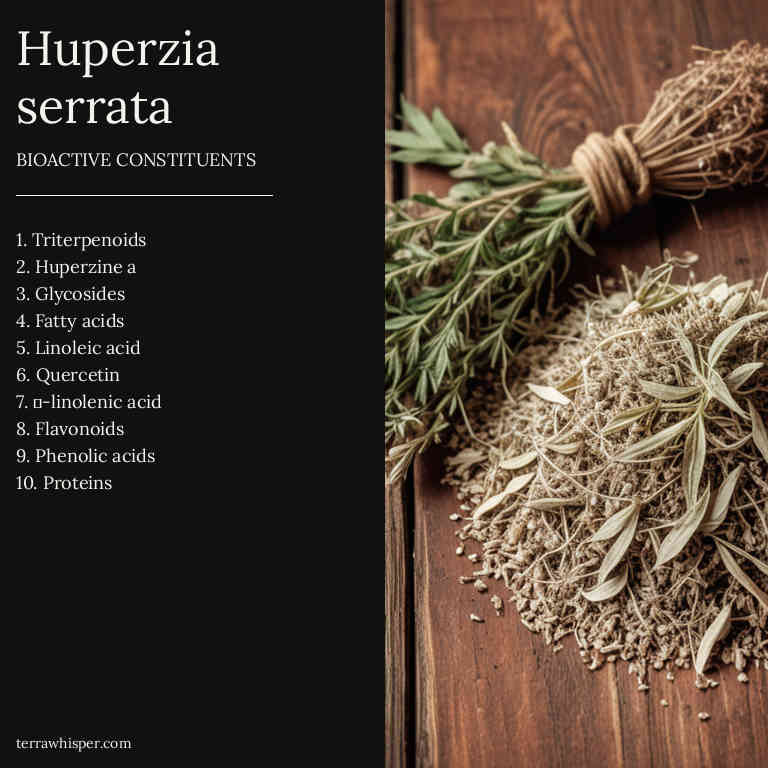 Huperzia
serrata
BIOACTIVE CONSTITUENTS
1. Triterpenoids
2. Huperzine a
3. Glycosides
4. Fatty acids
5. Linoleic acid
6. Quercetin
7. □-linolenic acid
8. Flavonoids
9. Phenolic acids
10. Proteins
terrawhisper.com